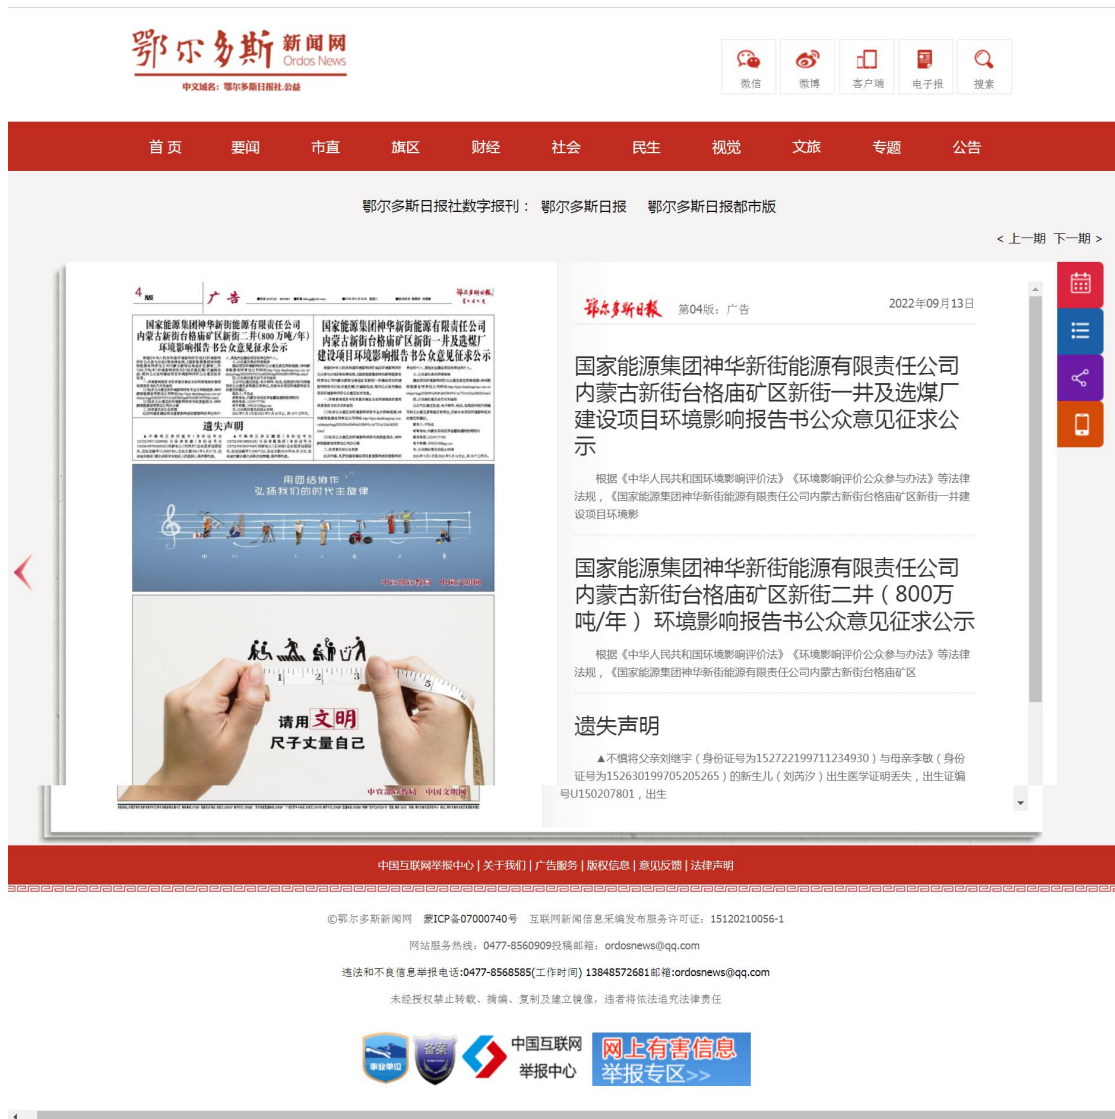 鄂尔多斯 新闻网
Ordos News
中文域名：鄂尔多斯日报社.公益
微信 微博 客户端 电子报 搜索
首页 要闻 市直 旗区 财经 社会 民生 视觉 文旅 专题 公告
鄂尔多斯日报社数字报刊： 鄂尔多斯日报 鄂尔多斯日报都市版
< 上一期 下一期 >
4
广告
鄂尔多斯日报
国家能源集团神华新街能源有限责任公司
内蒙古新街台格庙矿区新街二井（800万吨/年）
环境影响报告书公众意见征求公示
国家能源集团神华新街能源有限责任公司
内蒙古新街台格庙矿区新街一井及选煤厂
建设项目环境影响报告书公众意见征求公示
遗失声明
用团结协作
弘扬我们的时代主旋律
中宣部宣教局 中国文明网
请用文明
尺子丈量自己
中宣部宣教局 中国文明网
鄂尔多斯日报 第04版：广告 2022年09月13日
国家能源集团神华新街能源有限责任公司
内蒙古新街台格庙矿区新街一井及选煤厂
建设项目环境影响报告书公众意见征求公
示
根据《中华人民共和国环境影响评价法》《环境影响评价公众参与办法》等法律
法规，《国家能源集团神华新街能源有限责任公司内蒙古新街台格庙矿区新街一井建
设项目环境影
国家能源集团神华新街能源有限责任公司
内蒙古新街台格庙矿区新街二井（800万
吨/年）环境影响报告书公众意见征求公示
根据《中华人民共和国环境影响评价法》《环境影响评价公众参与办法》等法律
法规，《国家能源集团神华新街能源有限责任公司内蒙古新街台格庙矿区
遗失声明
▲不慎将父亲刘继宇（身份证号为152722199711234930）与母亲李敏（身份
证号为152630199705205265）的新生儿（刘芮汐）出生医学证明丢失，出生证编
号U150207801，出生
中国互联网举报中心 | 关于我们 | 广告服务 | 版权信息 | 意见反馈 | 法律声明
©鄂尔多斯新闻网 蒙ICP备07000740号 互联网新闻信息采编发布服务许可证：15120210056-1
网站服务热线：0477-8560909投稿邮箱：ordosnews@qq.com
违法和不良信息举报电话:0477-8568585(工作时间) 13848572681邮箱:ordosnews@qq.com
未经授权禁止转载、摘编、复制及建立镜像，违者将依法追究法律责任
事业单位
备案
中国互联网
举报中心
网上有害信息
举报专区>>